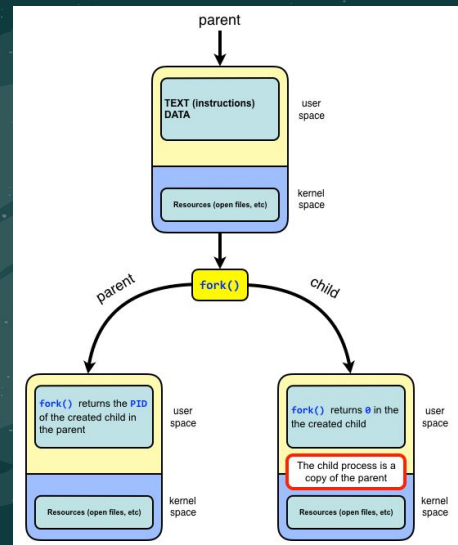 parent
TEXT (instructions)
DATA
user
space
kernel
space
Resources (open files, etc)
fork()
parent
child
fork() returns the PID
of the created child in
the parent
user
space
kernel
space
Resources (open files, etc)
fork() returns 0 in the
the created child
user
space
The child process is a
copy of the parent
kernel
space
Resources (open files, etc)